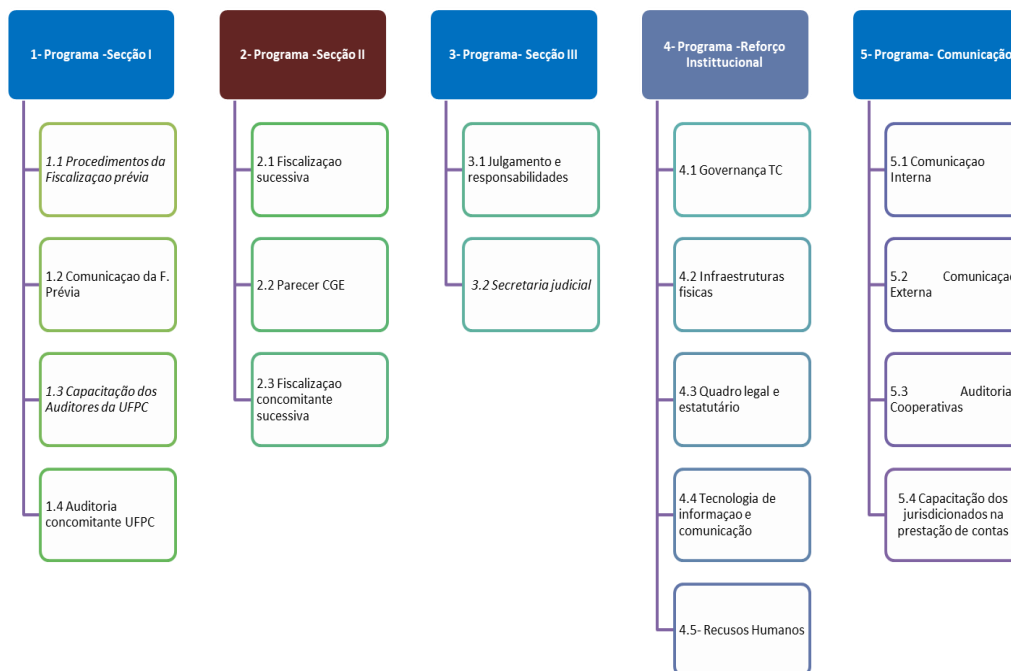 1- Programa -Secção I
1.1 Procedimentos da
Fiscalizaçao prévia
1.2 Comunicaçao da F.
Prévia
1.3 Capacitação dos
Auditores da UFPC
1.4 Auditoria
concomitante UFPC
2- Programa -Secção II
2.1 Fiscalizaçao
sucessiva
2.2 Parecer CGE
2.3 Fiscalizaçao
concomitante
sucessiva
3- Programa- Secção III
3.1 Julgamento e
responsabilidades
3.2 Secretaria judicial
4- Programa -Reforço
Instittucional
4.1 Governança TC
4.2 Infraestruturas
fisicas
4.3 Quadro legal e
estatutário
4.4 Tecnologia de
informaçao e
comunicação
4.5- Recusos Humanos
5- Programa- Comunicação
5.1 Comunicaçao
Interna
5.2 Comunicaçao
Externa
5.3 Auditoria
Cooperativas
5.4 Capacitação dos
jurisdicionados na
prestação de contas